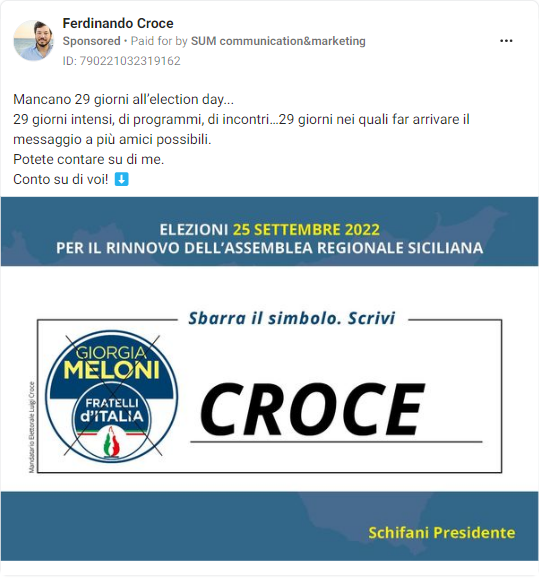 Ferdinando Croce
Sponsored • Paid for by SUM communication&marketing
ID: 790221032319162
Mancano 29 giorni all'election day...
29 giorni intensi, di programmi, di incontri...29 giorni nei quali far arrivare il
messaggio a più amici possibili.
Potete contare su di me.
Conto su di voi! ⬇️
ELEZIONI 25 SETTEMBRE 2022
PER IL RINNOVO DELL'ASSEMBLEA REGIONALE SICILIANA
Sbarra il simbolo. Scrivi
GIORGIA
MELONI
FRATELLI
d'ITALIA
CROCE
Mandatario Elettorale Luigi Croce
Schifani Presidente